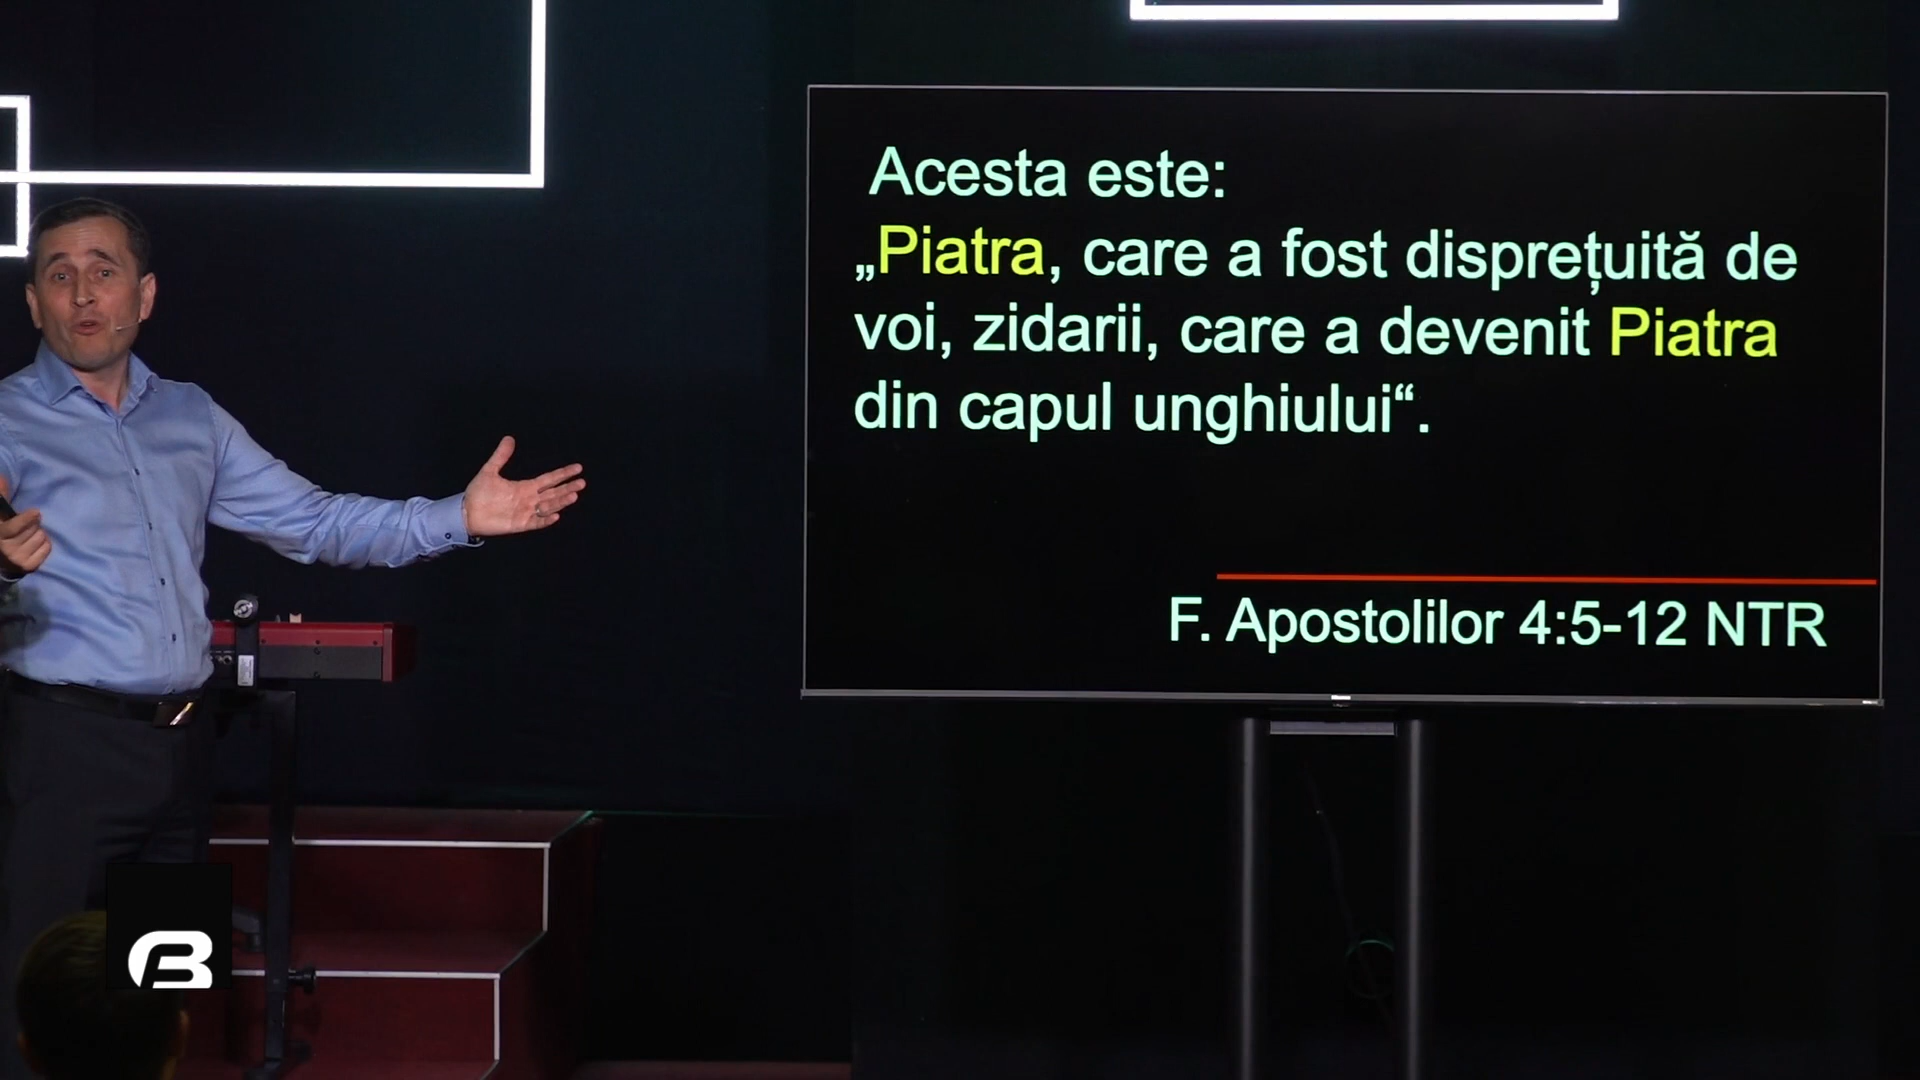 Acesta este:
„Piatra, care a fost disprețuită de
voi, zidarii, care a devenit Piatra
din capul unghiului“.
F. Apostolilor 4:5-12 NTR